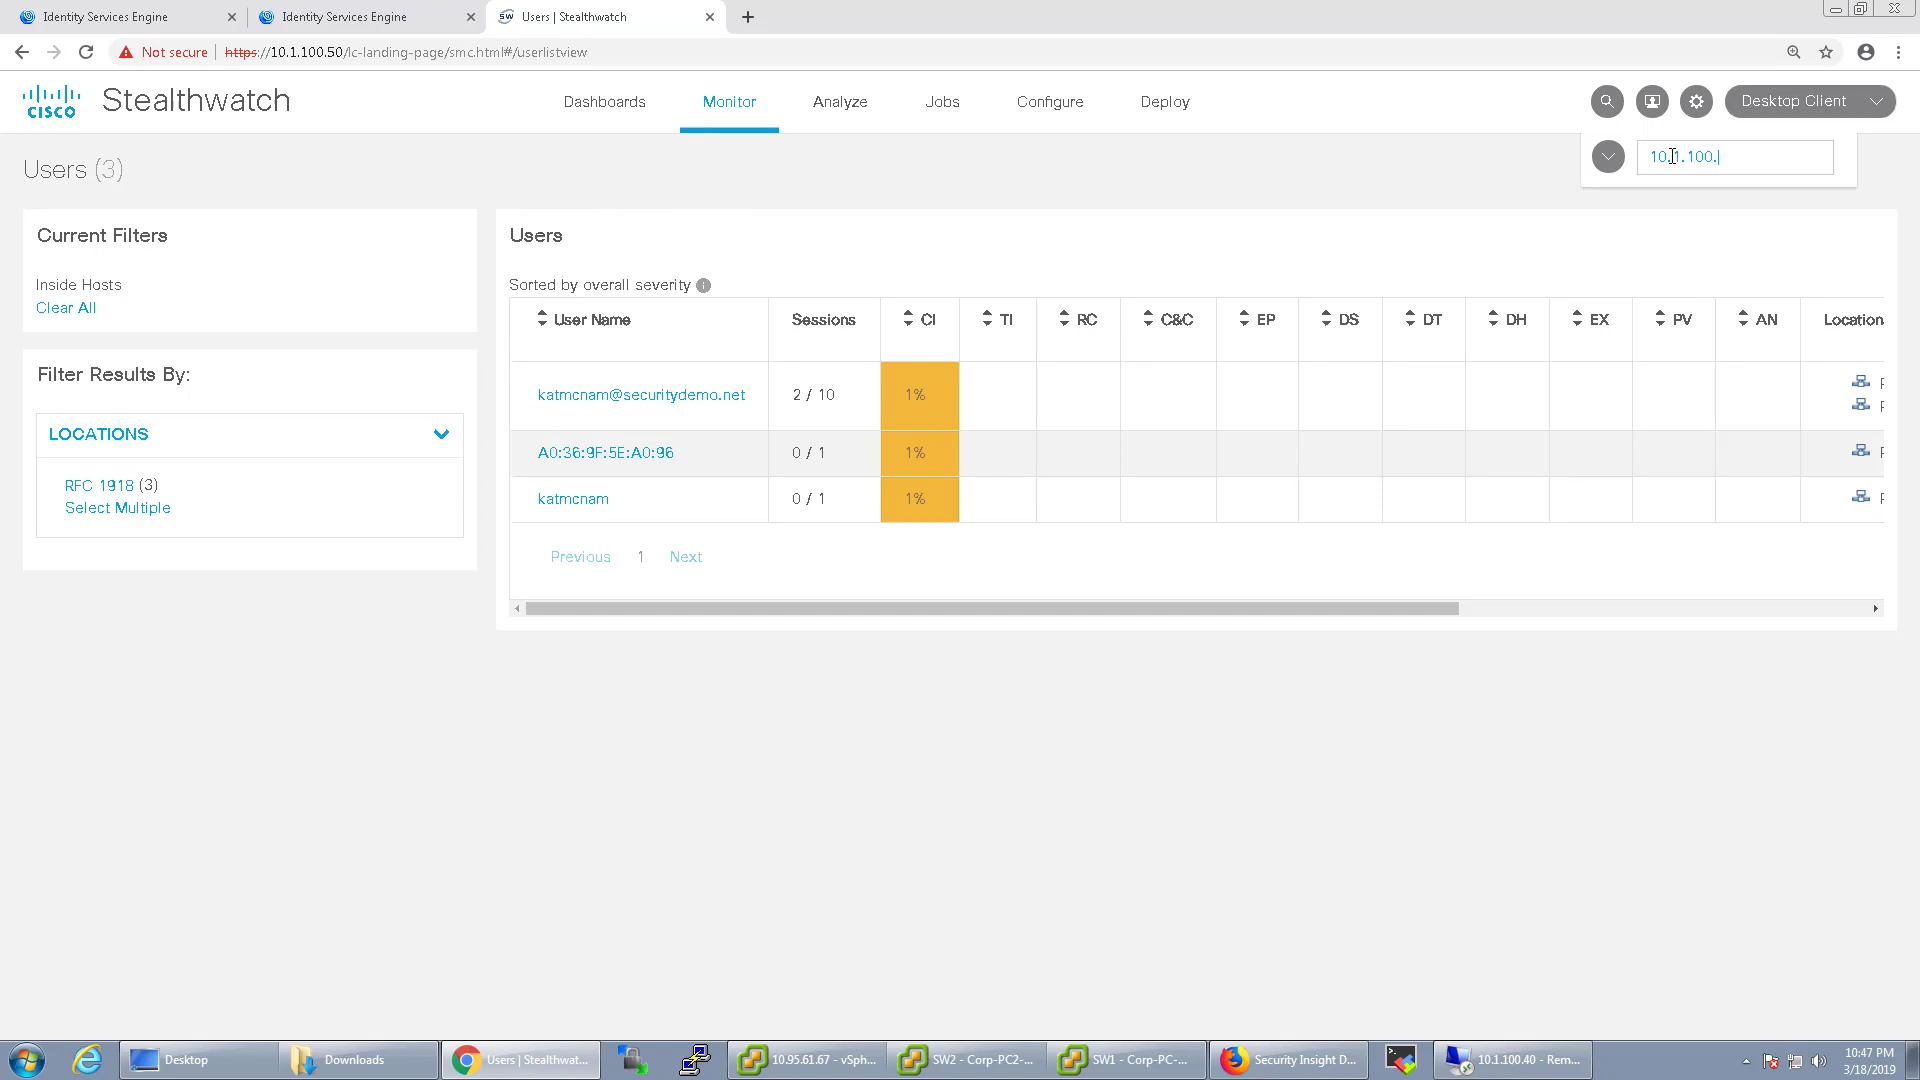 Identity Services Engine
Identity Services Engine
Users | Stealthwatch
Not secure
https://10.1.100.50/lc-landing-page/smc.html#/userlistview
CISCO
Stealthwatch
Dashboards
Monitor
Analyze
Jobs
Configure
Deploy
Desktop Client
10.1.100.
Users (3)
Current Filters
Inside Hosts
Clear All
Filter Results By:
LOCATIONS
RFC 1918 (3)
Select Multiple
Users
Sorted by overall severity
User Name Sessions CI TI RC C&C EP DS DT DH EX PV AN Location
katmcnam@securitydemo.net 2 / 10 1%
A0:36:9F:5E:A0:96 0 / 1 1%
katmcnam 0 / 1 1%
Previous 1 Next
Desktop
Downloads
Users | Stealthwat...
10.95.61.67 - vSph...
SW2 - Corp-PC2-...
SW1 - Corp-PC-...
Security Insight D...
10.1.100.40 - Rem...
10:47 PM
3/18/2019